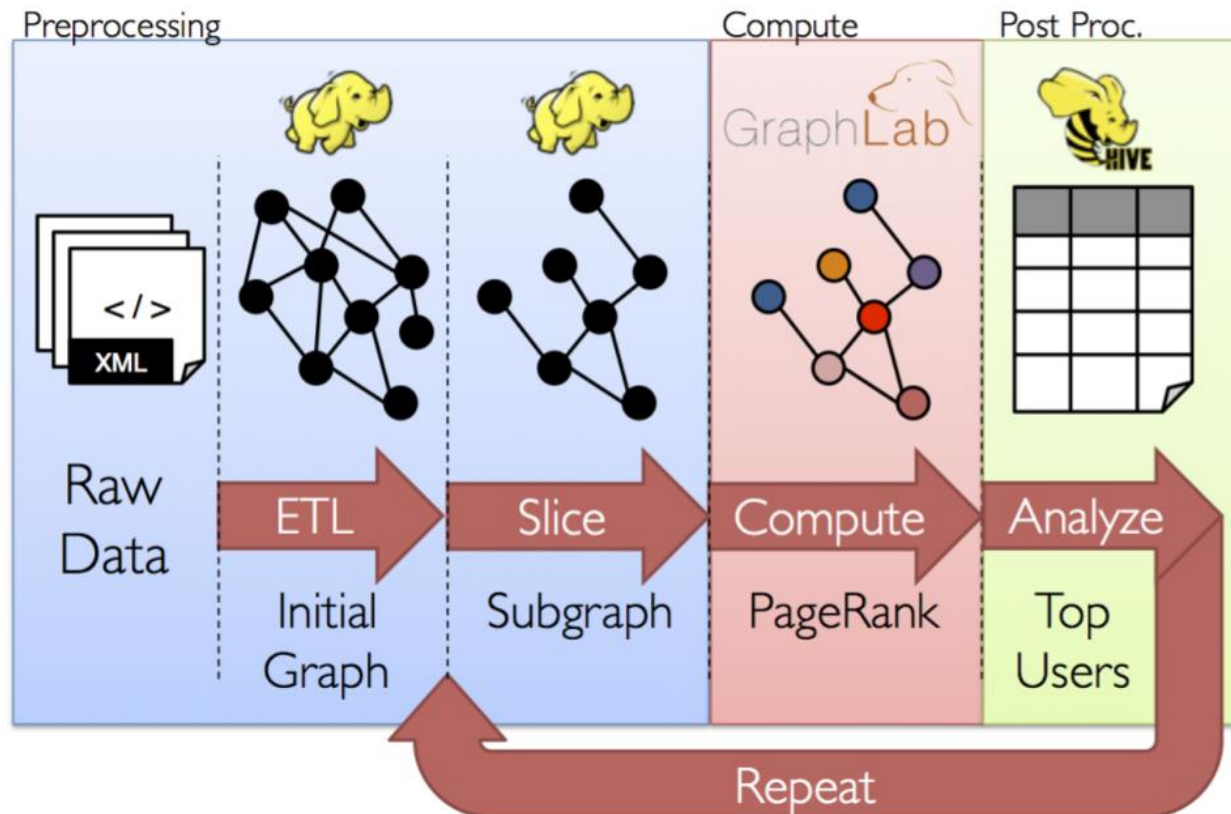 Preprocessing
Compute
Post Proc.
GraphLab
HIVE
</>
XML
Raw
Data
ETL
Slice
Compute
Analyze
Initial
Graph
Subgraph
PageRank
Top
Users
Repeat